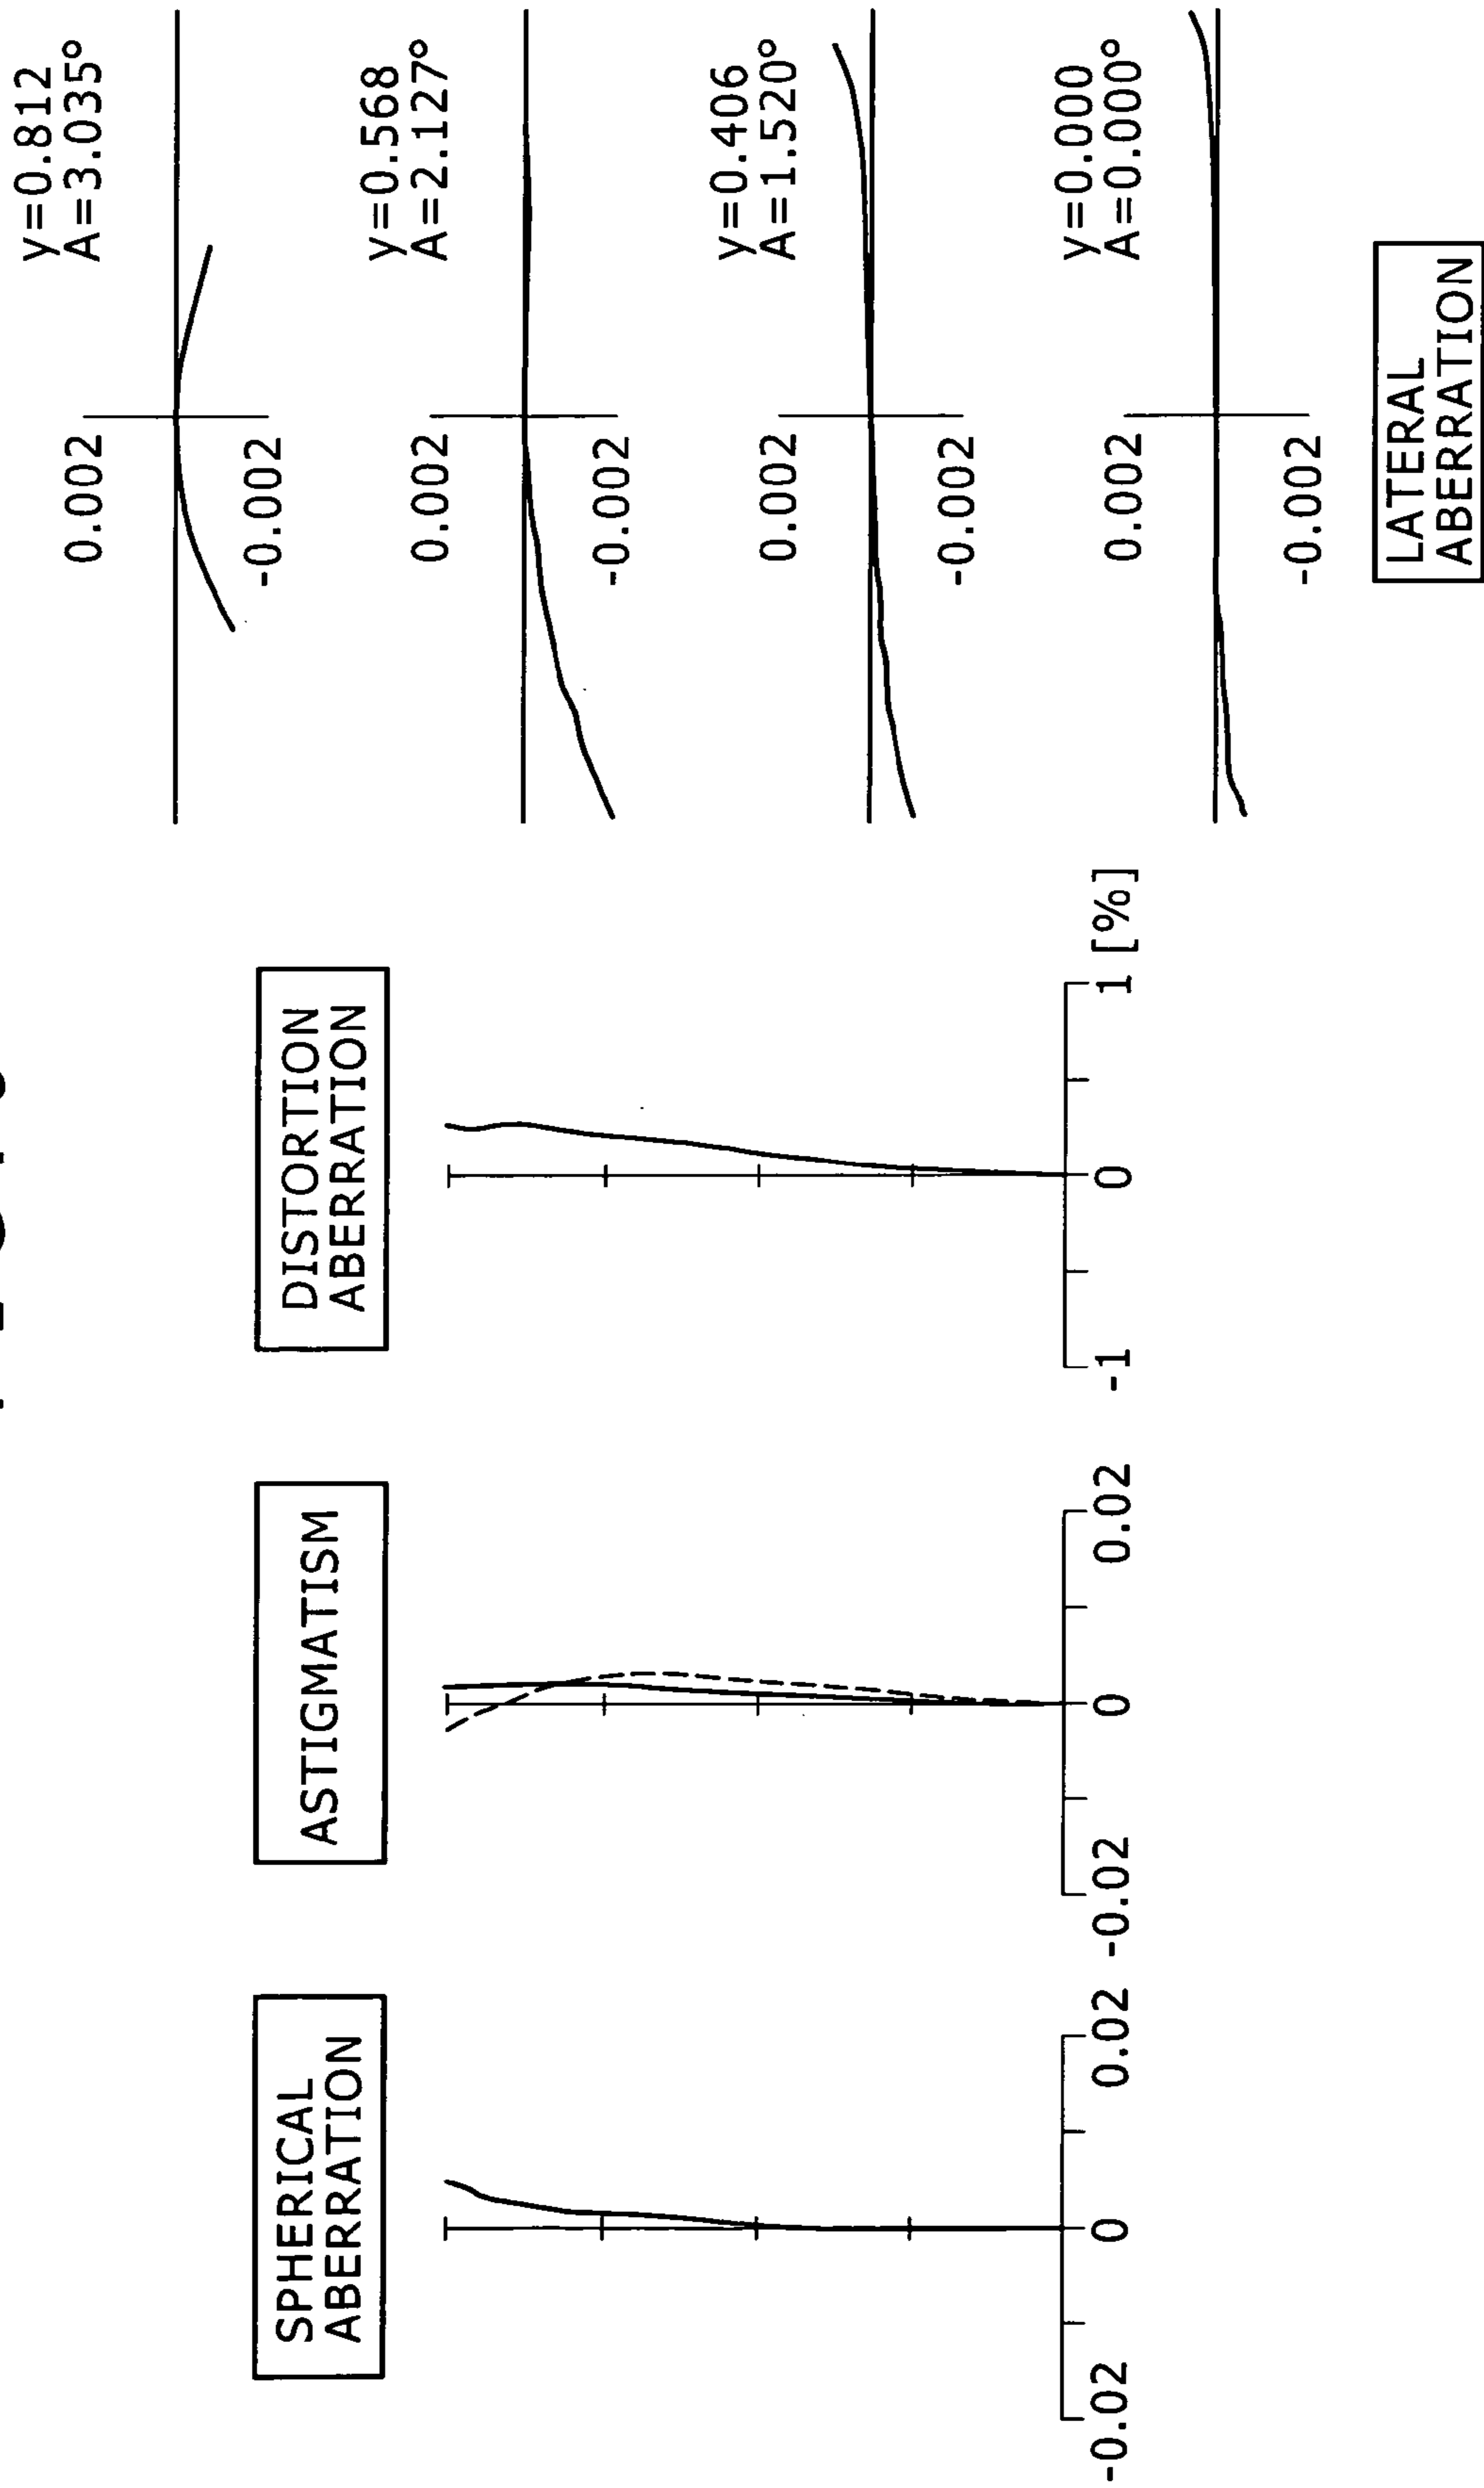 SPHERICAL
ABERRATION
-0.02
0
0.02
ASTIGMATISM
-0.02
0
0.02
DISTORTION
ABERRATION
-1
0
1 [%]
y=0.812
A=3.035°
0.002
-0.002
y=0.568
A=2.127°
0.002
-0.002
y=0.406
A=1.520°
0.002
-0.002
y=0.000
A=0.000°
0.002
-0.002
LATERAL
ABERRATION